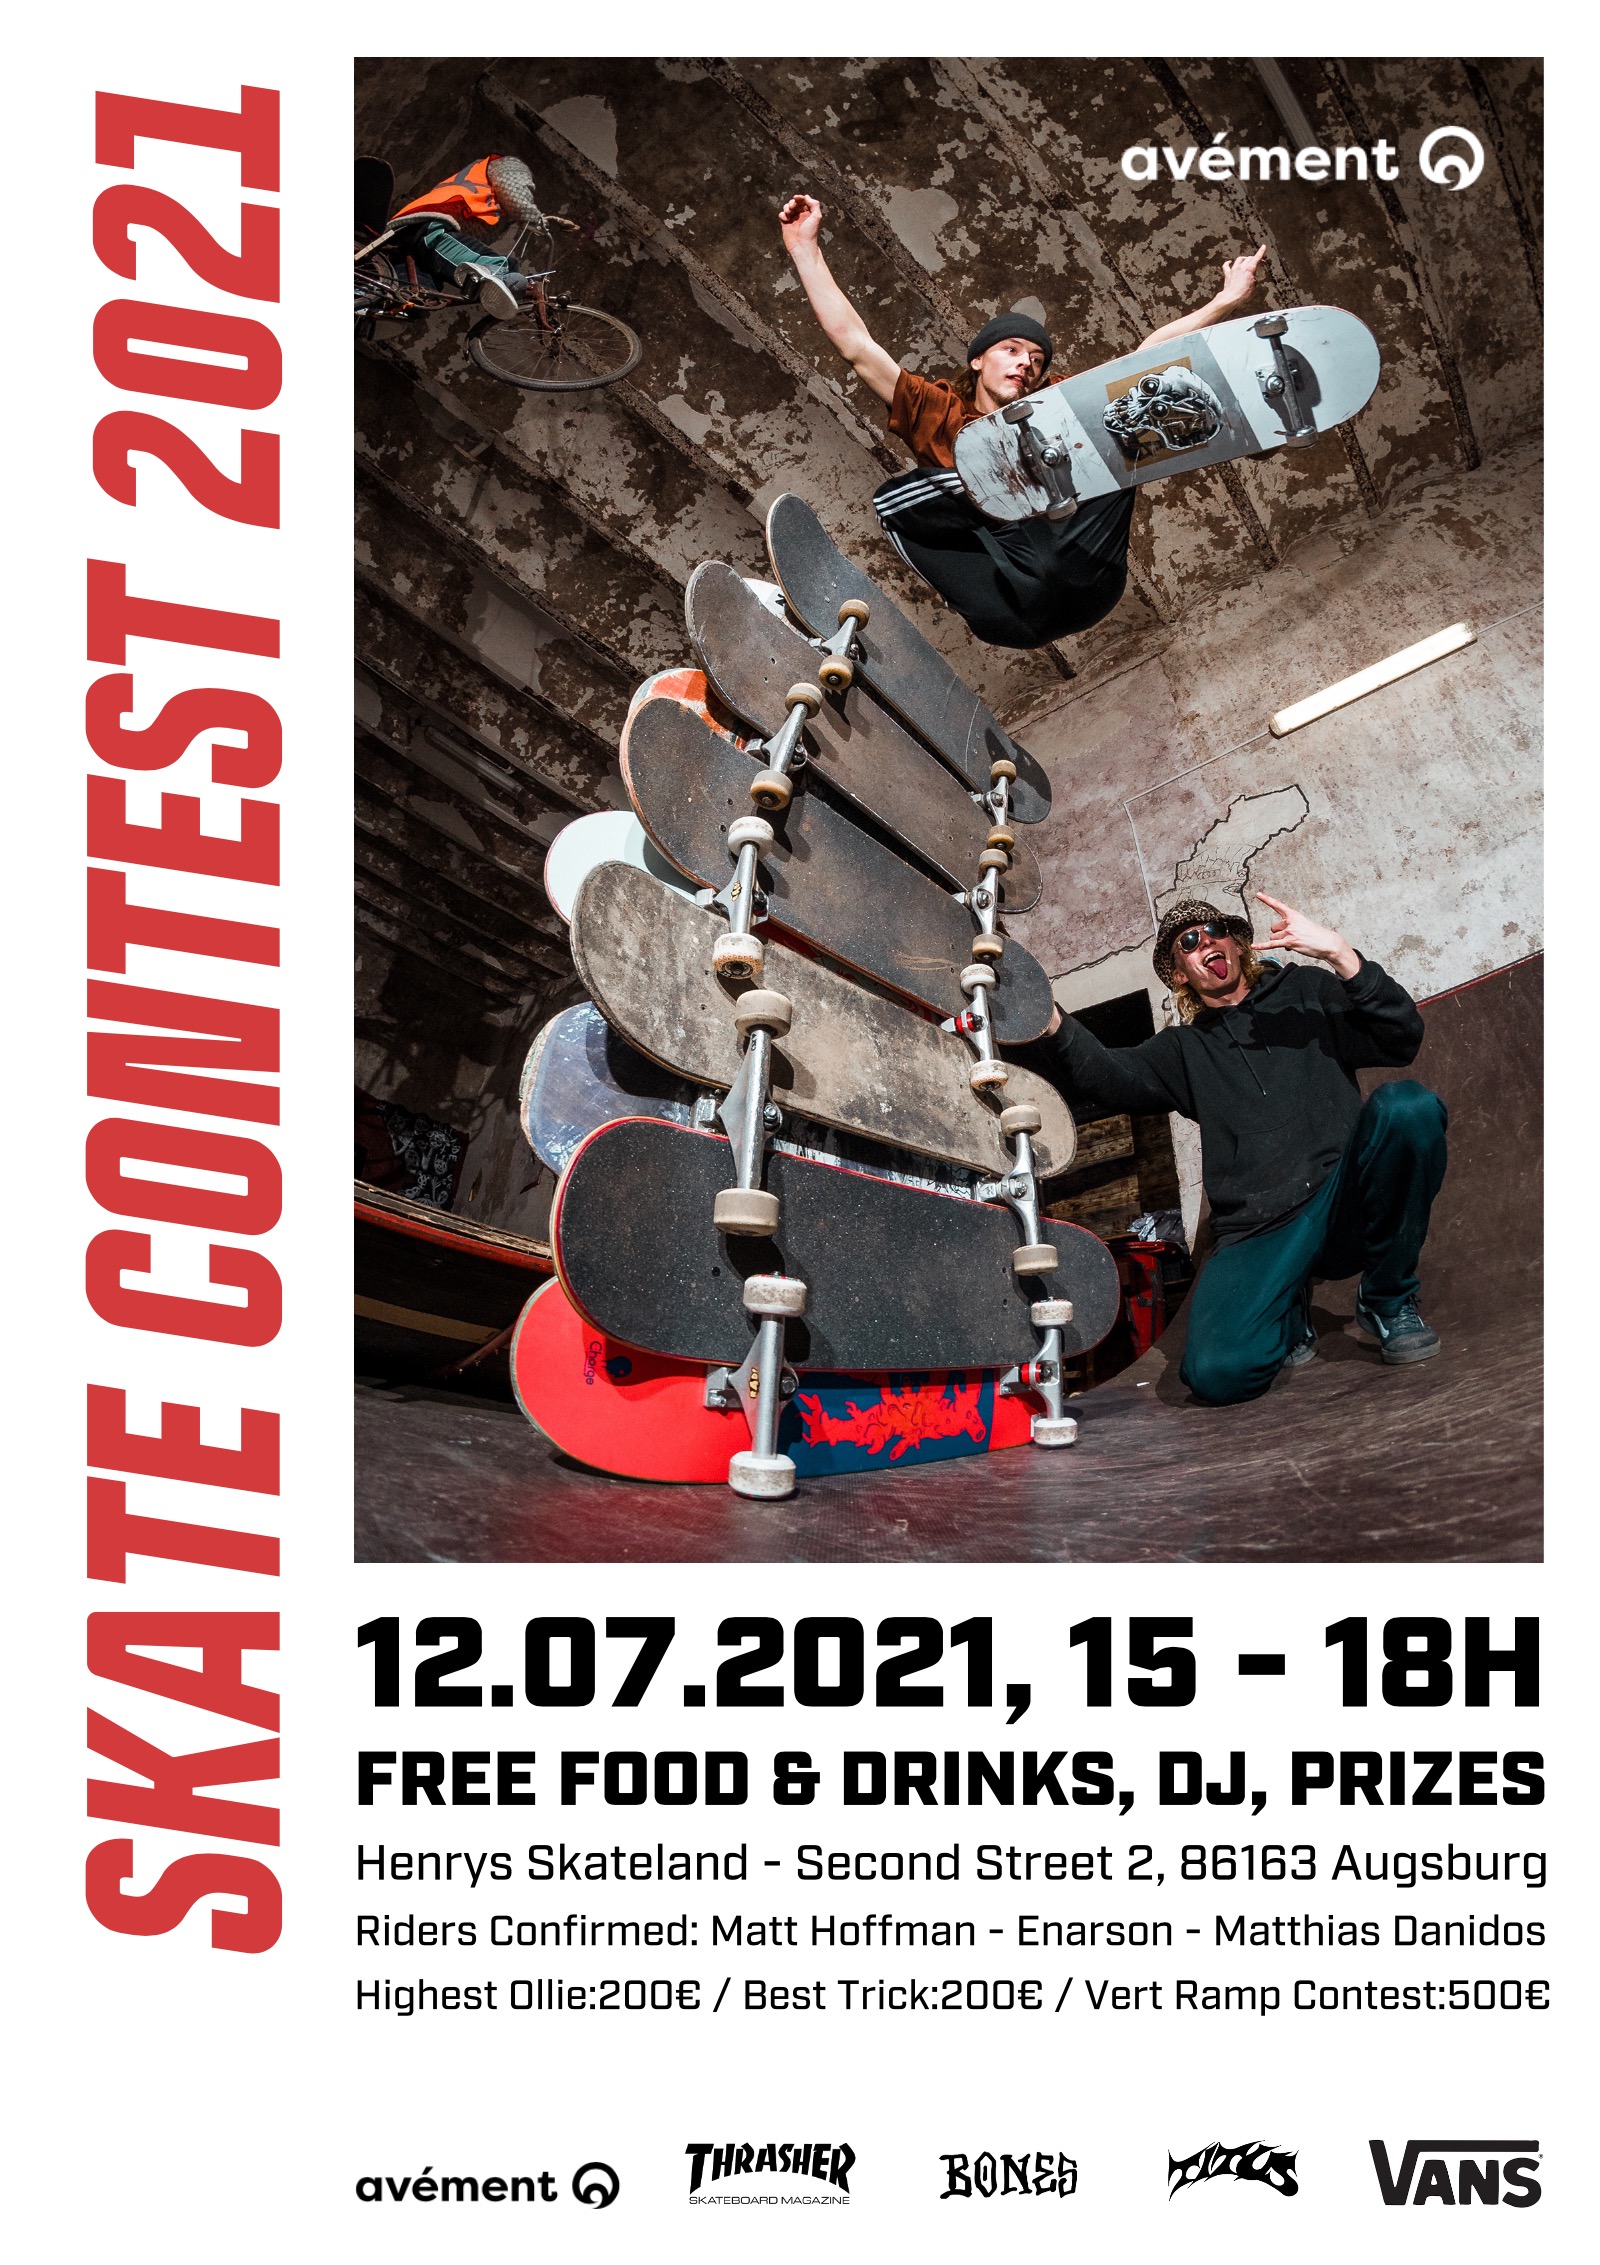 SKATE CONTEST 2021
avément
Charge
12.07.2021, 15 - 18H
FREE FOOD & DRINKS, DJ, PRIZES
Henrys Skateland - Second Street 2, 86163 Augsburg
Riders Confirmed: Matt Hoffman - Enarson - Matthias Danidos
Highest Ollie:200€ / Best Trick:200€ / Vert Ramp Contest:500€
avément
THRASHER
SKATEBOARD MAGAZINE
BONES
TITUS
VANS